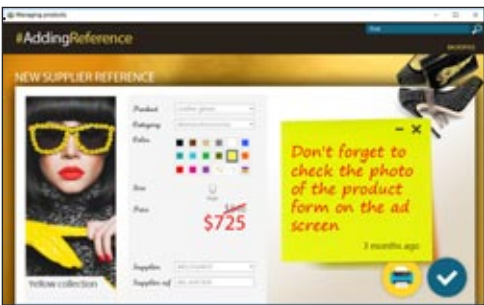 Managing products
#AddingReference
NEW SUPPLIER REFERENCE
Product
Category
Color
Size
Price
$725
Supplier
Supplier ref
Yellow collection
Don't forget to
check the photo
of the product
form on the ad
screen
3 months ago